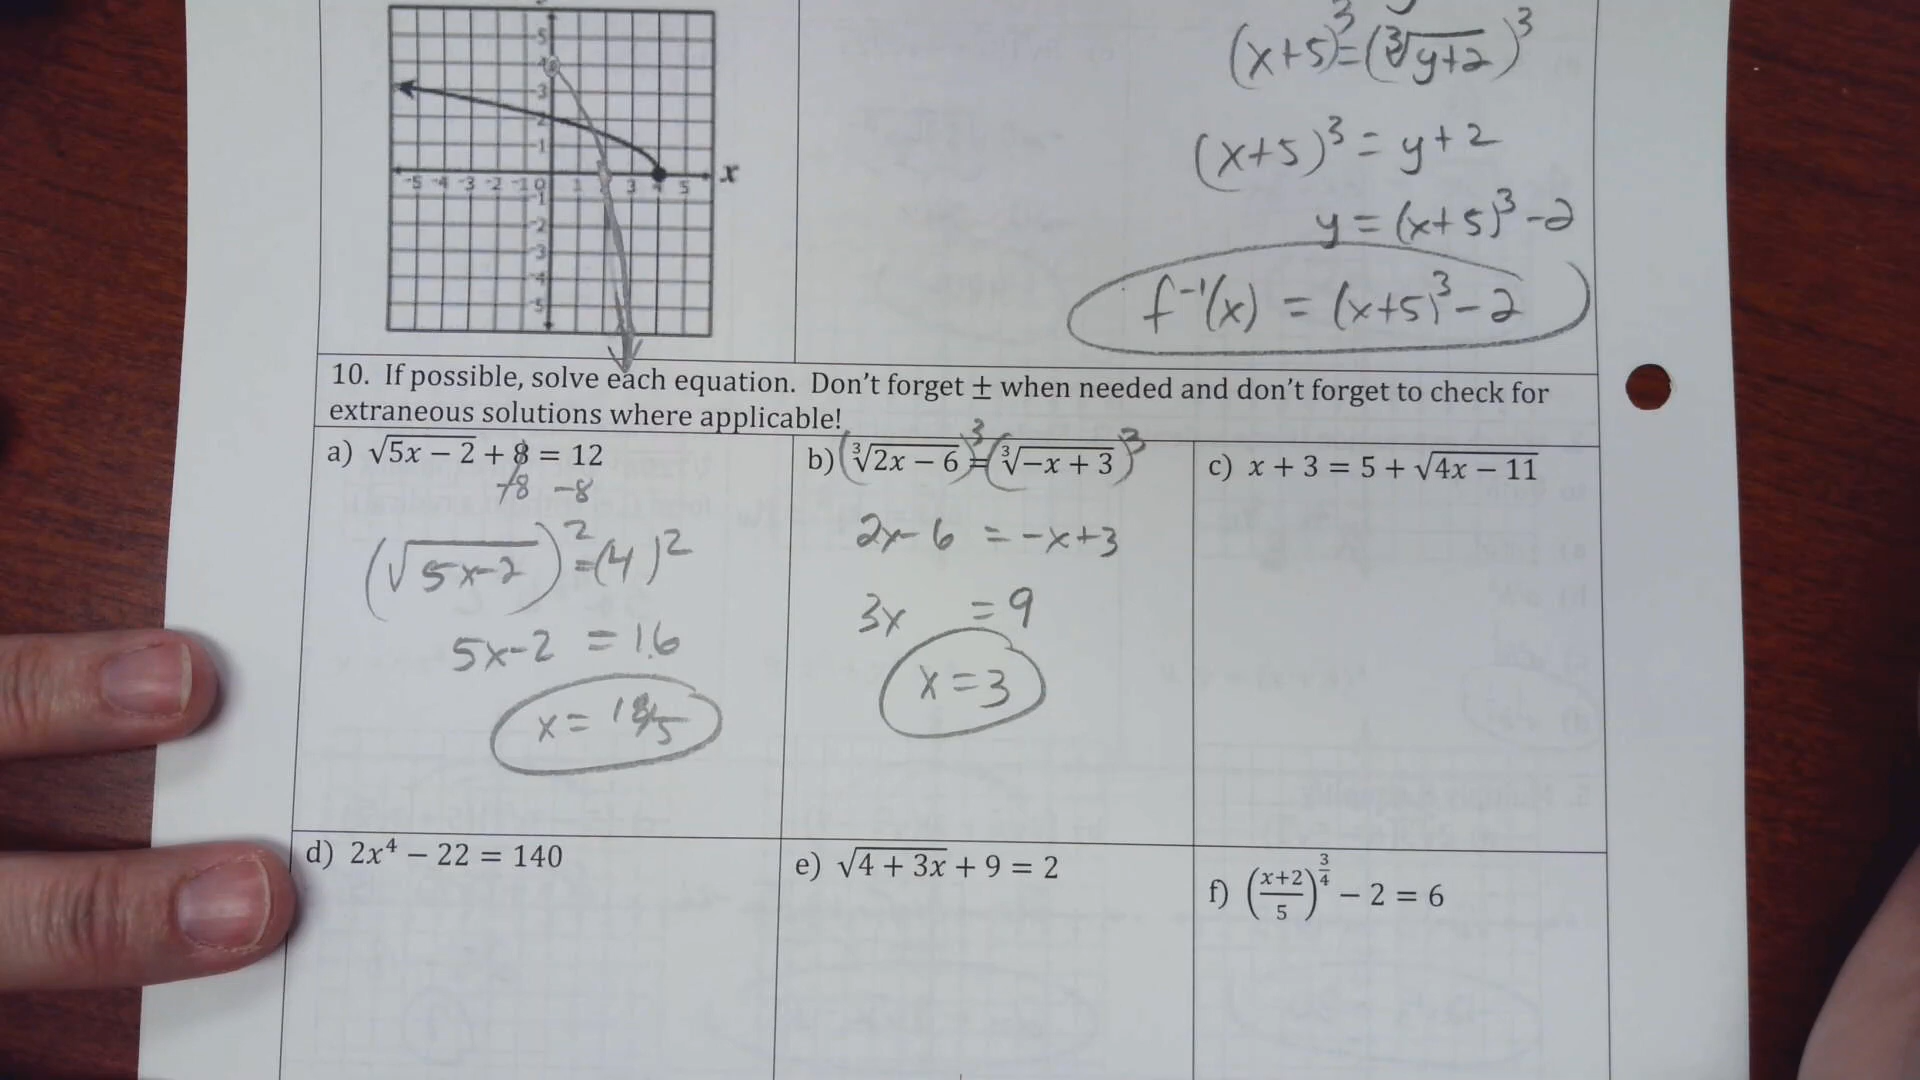 5
3
2
1
-5 -4 -3 -2 -1 0 1 3 5 x
-1
-2
-3
-4
-5
(x+5)³=(∛y+2)³
(x+5)³ = y+2
y = (x+5)³-2
f⁻¹(x) = (x+5)³-2
10. If possible, solve each equation. Don't forget ± when needed and don't forget to check for
extraneous solutions where applicable!
a) √5x − 2 + 8 = 12
-8 -8
(√5x-2)²=(4)²
5x-2 = 16
x = 18/5
b) (∛2x − 6)³=(∛−x + 3)³
2x-6 = -x+3
3x = 9
x = 3
c) x + 3 = 5 + √4x − 11
d) 2x⁴ − 22 = 140
e) √4 + 3x + 9 = 2
f) ((x+2)/5)^(3/4) − 2 = 6